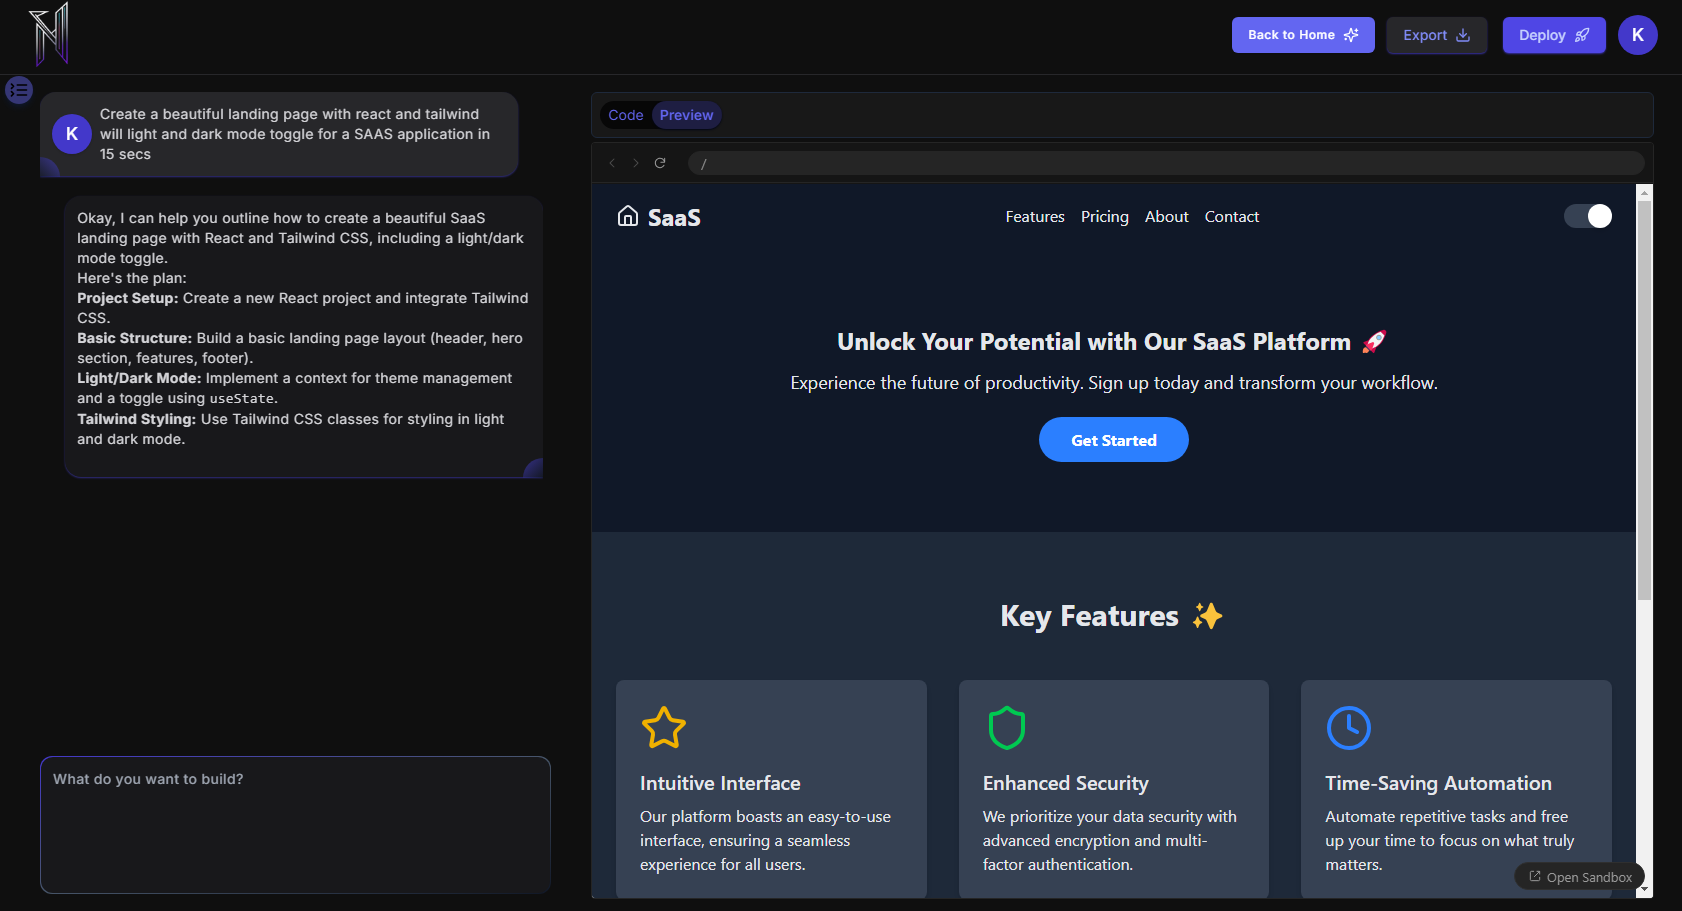 Back to Home
Export
Deploy
K
K
Create a beautiful landing page with react and tailwind
will light and dark mode toggle for a SAAS application in
15 secs
Okay, I can help you outline how to create a beautiful SaaS
landing page with React and Tailwind CSS, including a light/dark
mode toggle.
Here's the plan:
Project Setup: Create a new React project and integrate Tailwind
CSS.
Basic Structure: Build a basic landing page layout (header, hero
section, features, footer).
Light/Dark Mode: Implement a context for theme management
and a toggle using useState.
Tailwind Styling: Use Tailwind CSS classes for styling in light
and dark mode.
What do you want to build?
Code Preview
/
SaaS
Features Pricing About Contact
Unlock Your Potential with Our SaaS Platform 🚀
Experience the future of productivity. Sign up today and transform your workflow.
Get Started
Key Features ✨
Intuitive Interface
Our platform boasts an easy-to-use
interface, ensuring a seamless
experience for all users.
Enhanced Security
We prioritize your data security with
advanced encryption and multi-
factor authentication.
Time-Saving Automation
Automate repetitive tasks and free
up your time to focus on what truly
matters.
Open Sandbox